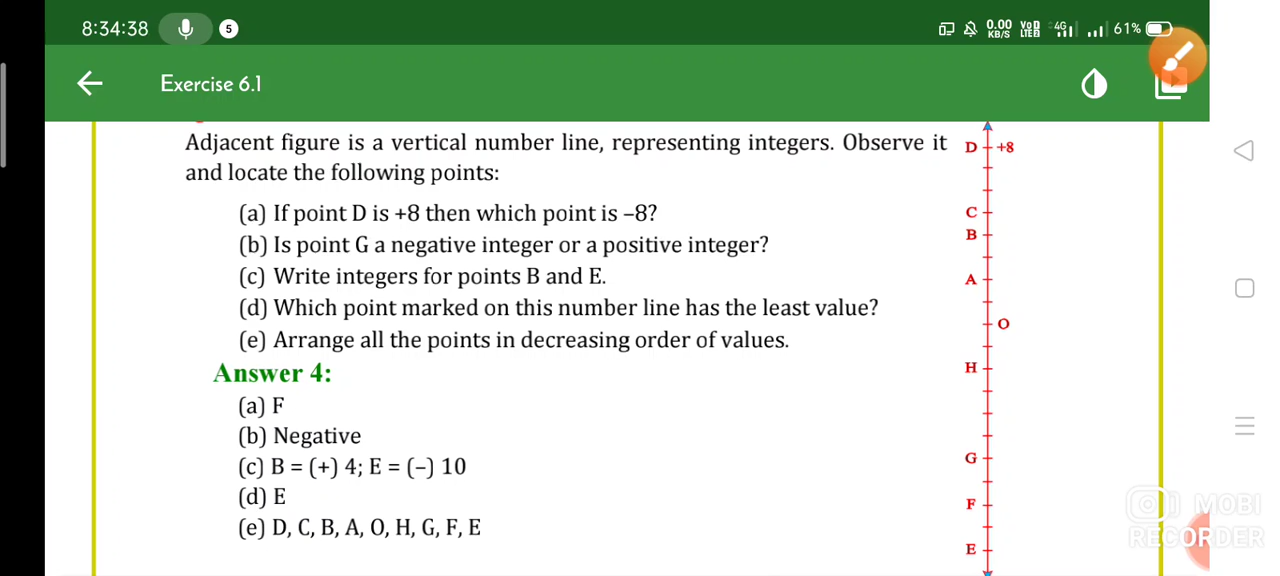 8:34:38 5 0.00 KB/S VoD LTE2 4G 61%
Exercise 6.1
Adjacent figure is a vertical number line, representing integers. Observe it
and locate the following points:
(a) If point D is +8 then which point is –8?
(b) Is point G a negative integer or a positive integer?
(c) Write integers for points B and E.
(d) Which point marked on this number line has the least value?
(e) Arrange all the points in decreasing order of values.
Answer 4:
(a) F
(b) Negative
(c) B = (+) 4; E = (–) 10
(d) E
(e) D, C, B, A, O, H, G, F, E
D +8
C
B
A
O
H
G
F
E
MOBI
RECORDER